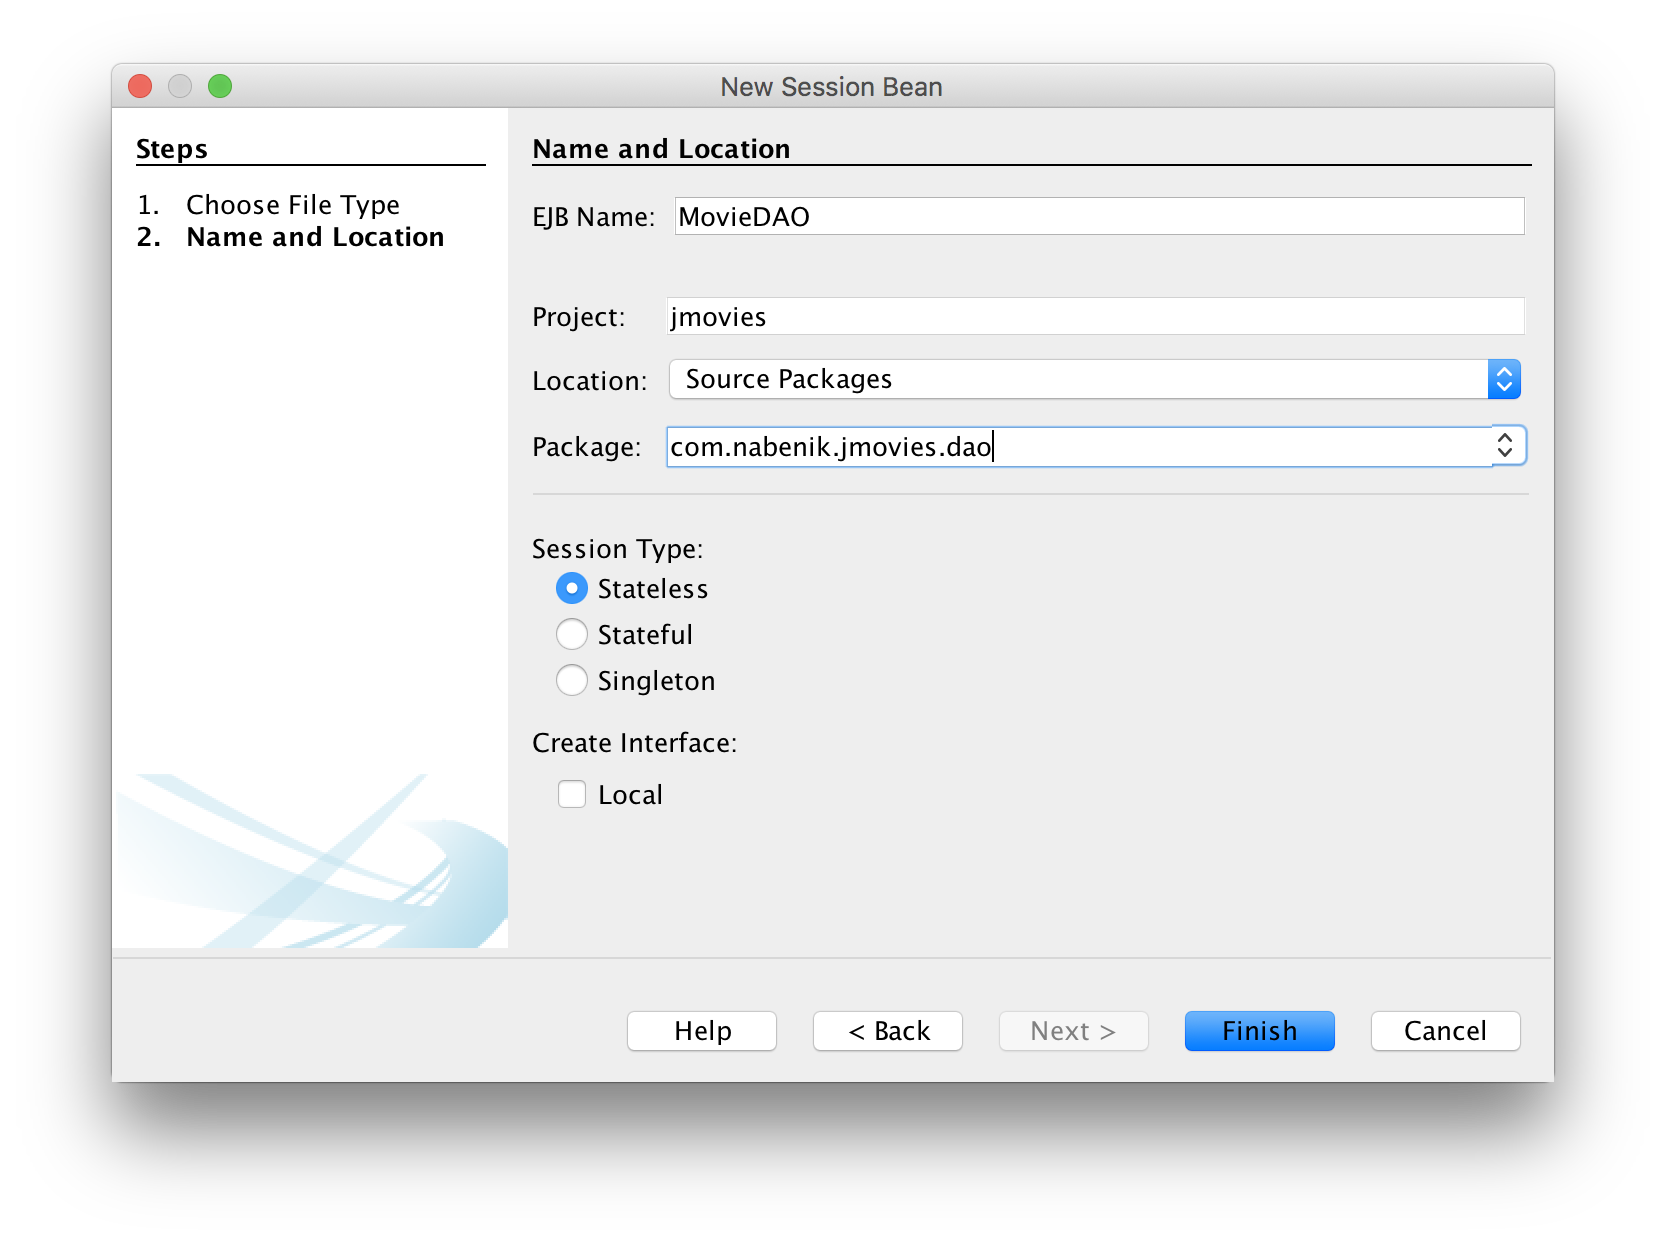 New Session Bean
Steps
1. Choose File Type
2. Name and Location
Name and Location
EJB Name: MovieDAO
Project: jmovies
Location: Source Packages
Package: com.nabenik.jmovies.dao
Session Type:
Stateless
Stateful
Singleton
Create Interface:
Local
Help < Back Next > Finish Cancel